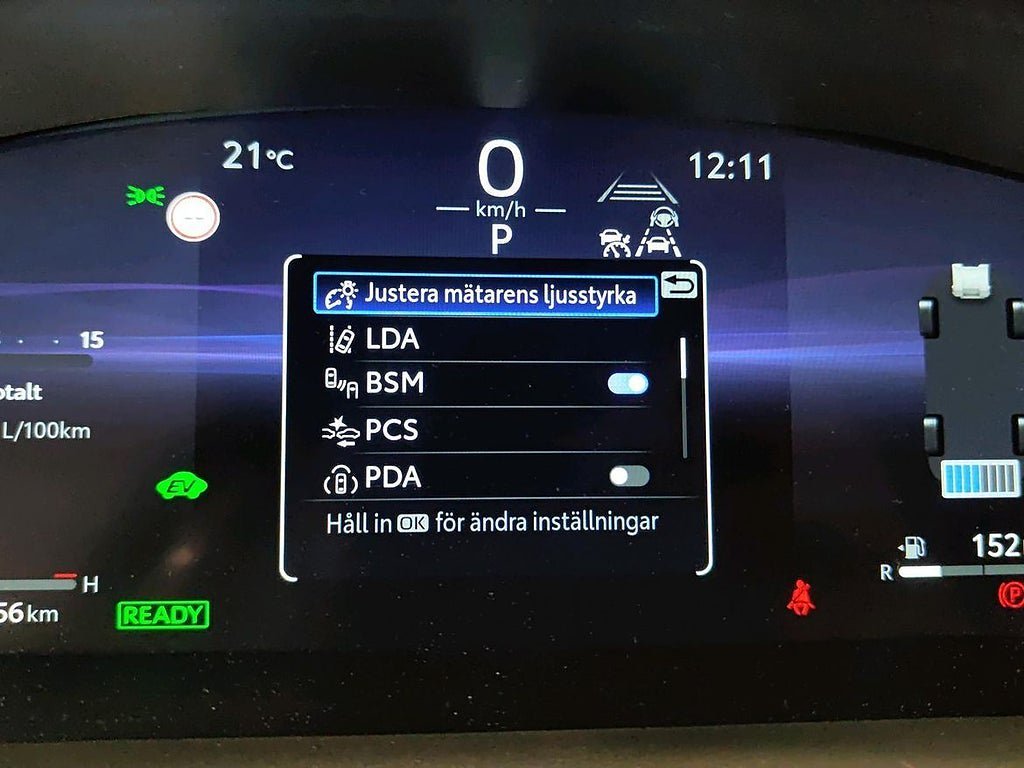 21°C
0
km/h
P
12:11
--
Justera mätarens ljusstyrka
LDA
BSM
PCS
PDA
Håll in OK för ändra inställningar
15
L/100km
EV
H
56km
READY
R
152
P